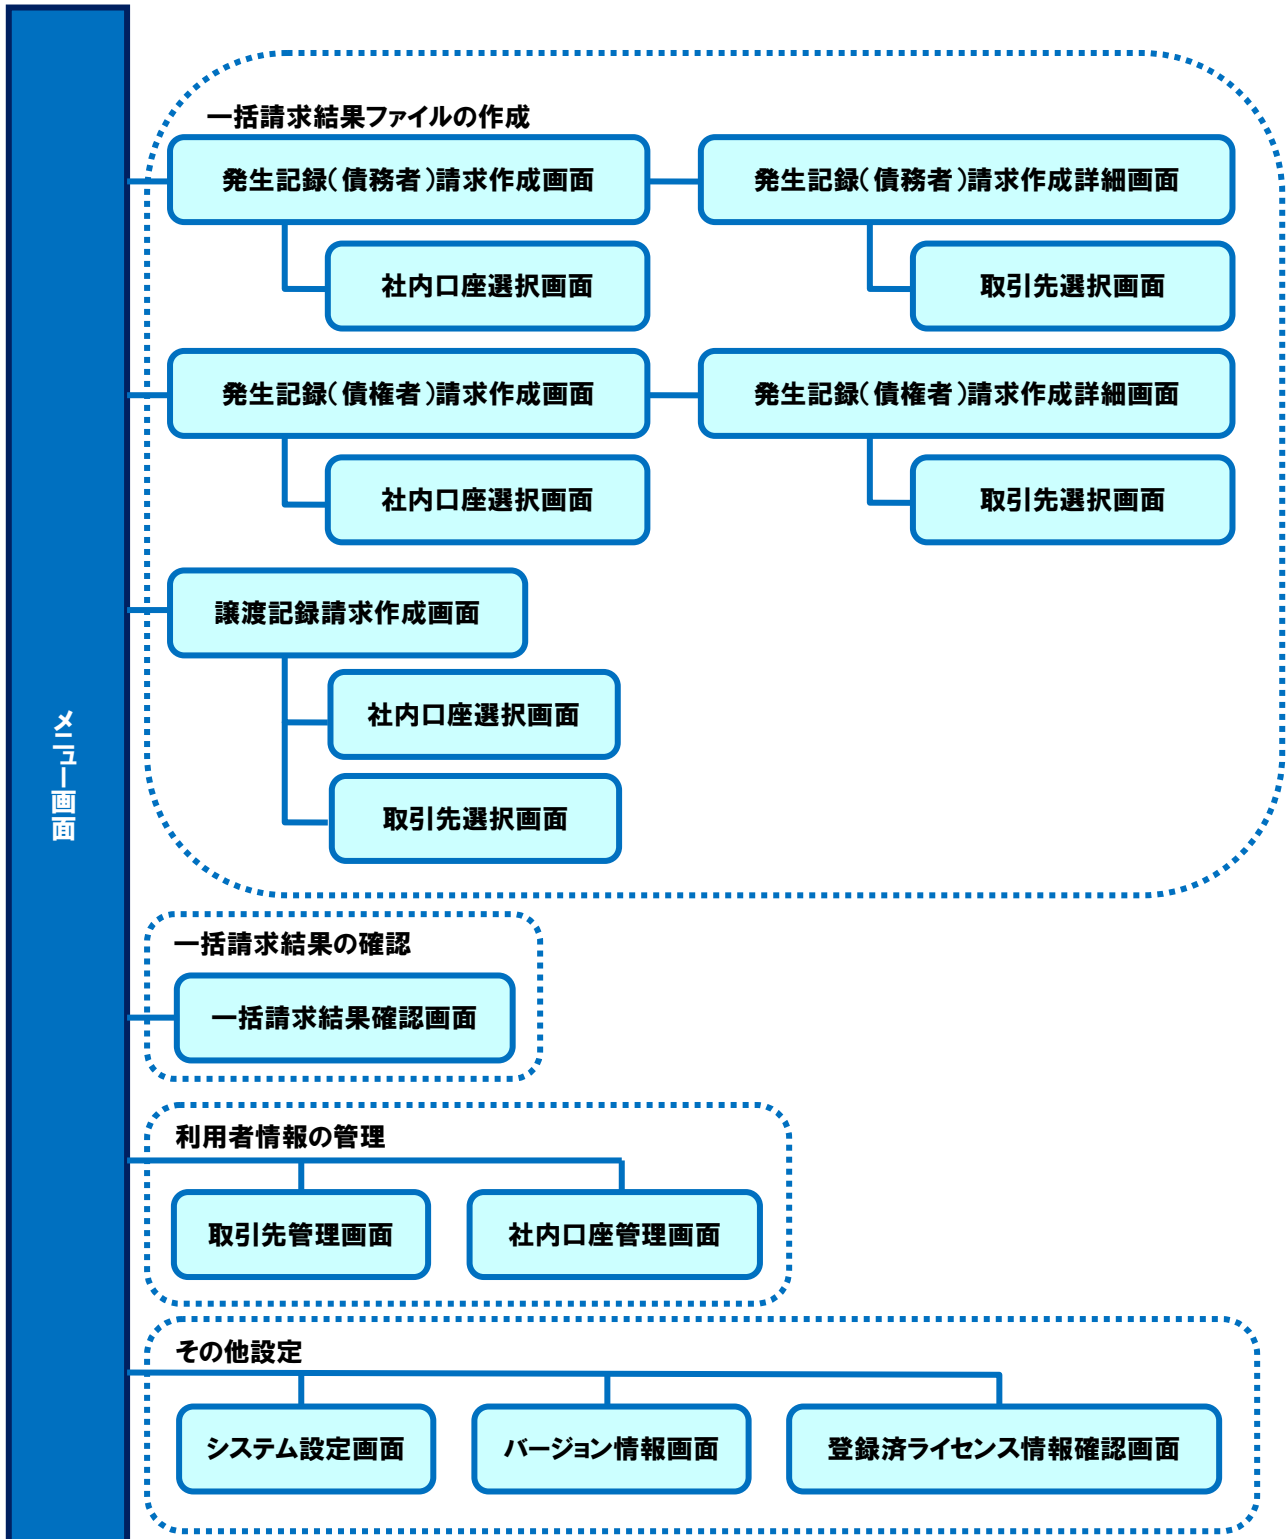 メニュー画面
一括請求結果ファイルの作成
発生記録(債務者)請求作成画面
発生記録(債務者)請求作成詳細画面
社内口座選択画面
取引先選択画面
発生記録(債権者)請求作成画面
発生記録(債権者)請求作成詳細画面
社内口座選択画面
取引先選択画面
譲渡記録請求作成画面
社内口座選択画面
取引先選択画面
一括請求結果の確認
一括請求結果確認画面
利用者情報の管理
取引先管理画面
社内口座管理画面
その他設定
システム設定画面
バージョン情報画面
登録済ライセンス情報確認画面